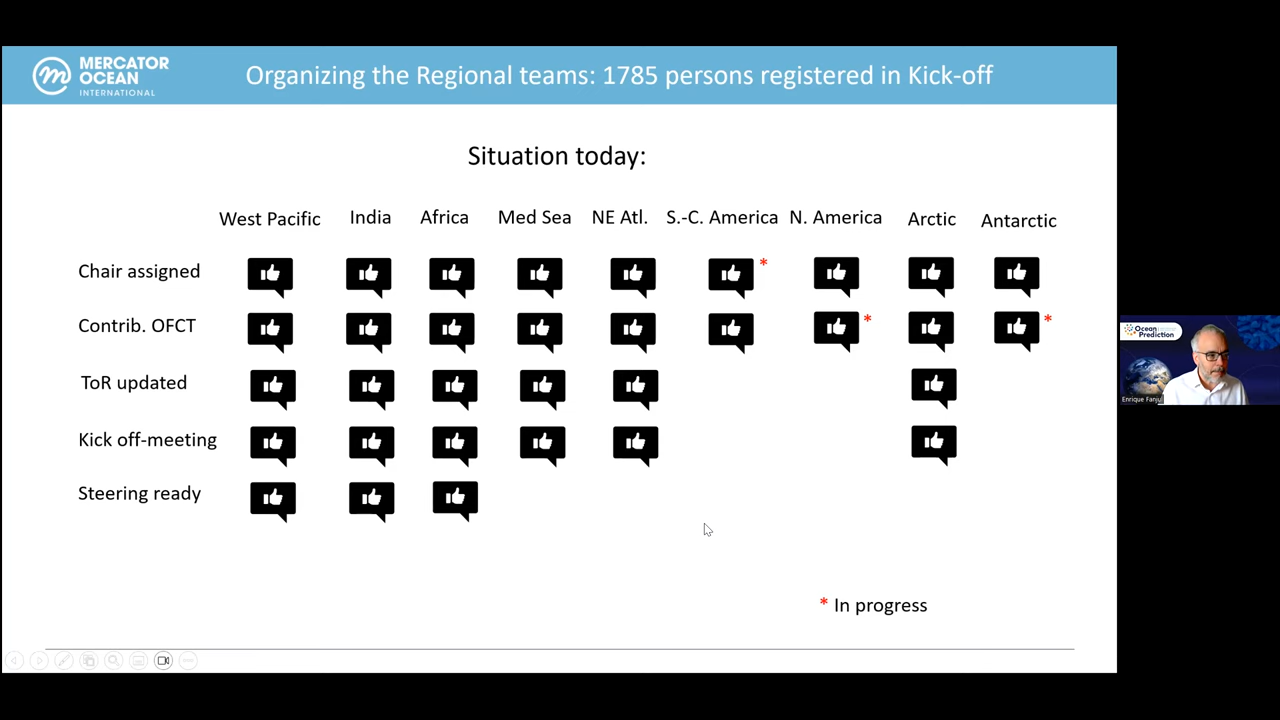 MERCATOR
OCEAN
INTERNATIONAL
Organizing the Regional teams: 1785 persons registered in Kick-off
Situation today:
West Pacific India Africa Med Sea NE Atl. S.-C. America N. America Arctic Antarctic
Chair assigned *
Contrib. OFCT * *
ToR updated
Kick off-meeting
Steering ready
* In progress
Ocean
Prediction
Enrique Fanjul